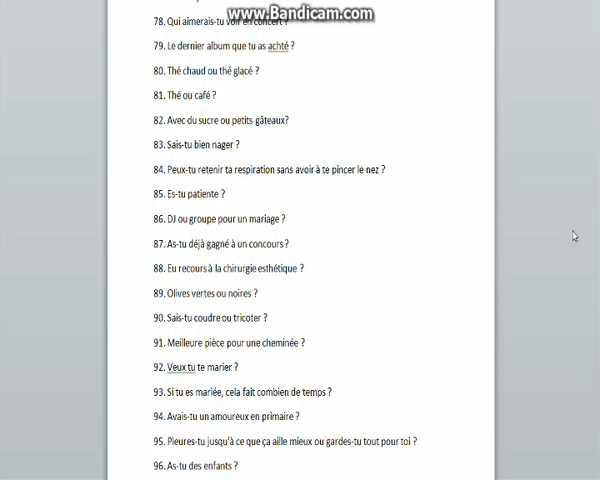 www.Bandicam.com
78. Qui aimerais-tu voir en concert ?
79. Le dernier album que tu as achté ?
80. Thé chaud ou thé glacé ?
81. Thé ou café ?
82. Avec du sucre ou petits gâteaux?
83. Sais-tu bien nager ?
84. Peux-tu retenir ta respiration sans avoir à te pincer le nez ?
85. Es-tu patiente ?
86. DJ ou groupe pour un mariage ?
87. As-tu déjà gagné à un concours ?
88. Eu recours à la chirurgie esthétique ?
89. Olives vertes ou noires ?
90. Sais-tu coudre ou tricoter ?
91. Meilleure pièce pour une cheminée ?
92. Veux tu te marier ?
93. Si tu es mariée, cela fait combien de temps ?
94. Avais-tu un amoureux en primaire ?
95. Pleures-tu jusqu'à ce que ça aille mieux ou gardes-tu tout pour toi ?
96. As-tu des enfants ?